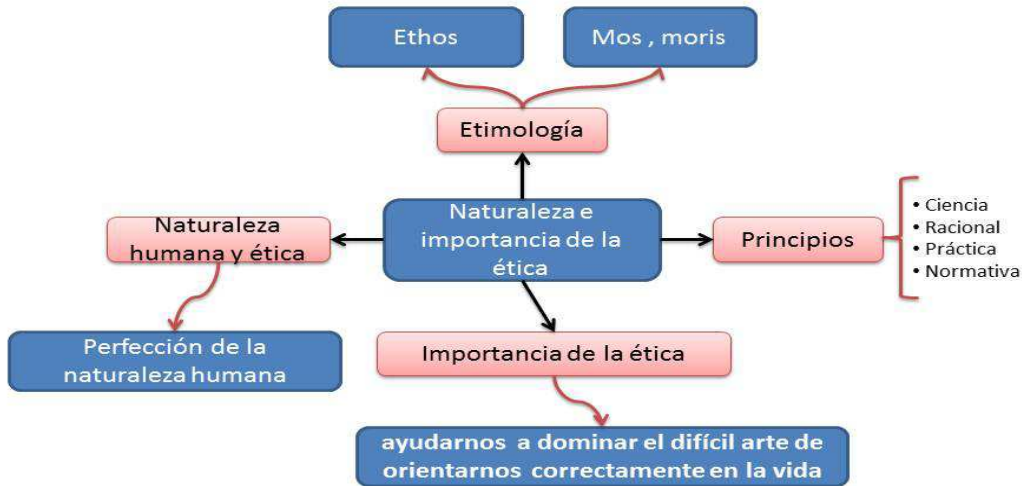 Ethos
Mos , moris
Etimología
Naturaleza e
importancia de la
ética
Naturaleza
humana y ética
Principios
• Ciencia
• Racional
• Práctica
• Normativa
Perfección de la
naturaleza humana
Importancia de la ética
ayudarnos a dominar el difícil arte de
orientarnos correctamente en la vida